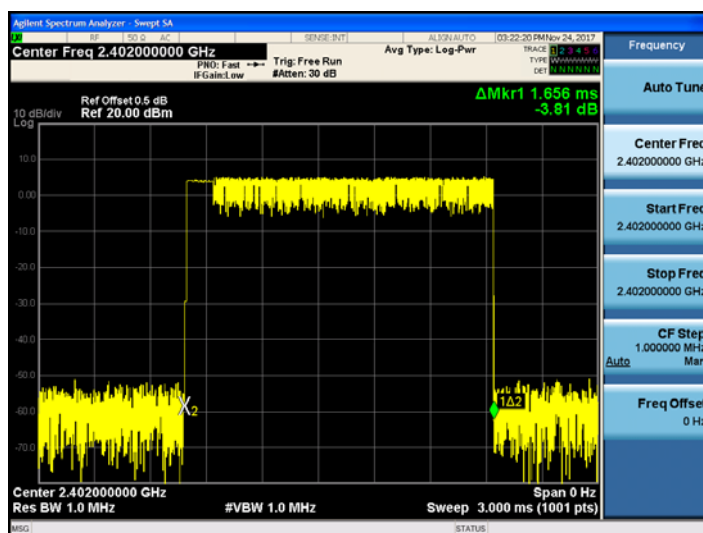 Agilent Spectrum Analyzer - Swept SA
RF 50 Ω AC SENSE:INT ALIGN AUTO 03:22:20 PM Nov 24, 2017
Center Freq 2.402000000 GHz
PNO: Fast
IFGain:Low
Trig: Free Run
#Atten: 30 dB
Avg Type: Log-Pwr
TRACE 1 2 3 4 5 6
TYPE
DET N N N N N N
ΔMkr1 1.656 ms
-3.81 dB
Ref Offset 0.5 dB
Ref 20.00 dBm
10 dB/div
Log
10.0
0.00
-10.0
-20.0
-30.0
-40.0
-50.0
-60.0
-70.0
X2
1Δ2
Center 2.402000000 GHz
Span 0 Hz
Res BW 1.0 MHz
#VBW 1.0 MHz
Sweep 3.000 ms (1001 pts)
MSG
STATUS
Frequency
Auto Tune
Center Freq
2.402000000 GHz
Start Freq
2.402000000 GHz
Stop Freq
2.402000000 GHz
CF Step
1.000000 MHz
Auto Man
Freq Offset
0 Hz